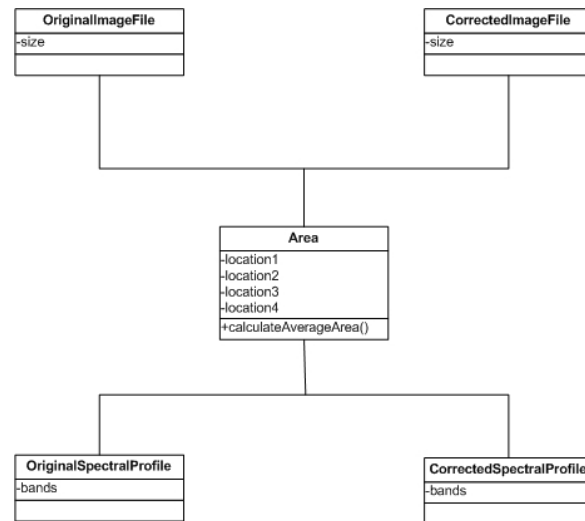 OriginalImageFile
-size
CorrectedImageFile
-size
Area
-location1
-location2
-location3
-location4
+calculateAverageArea()
OriginalSpectralProfile
-bands
CorrectedSpectralProfile
-bands